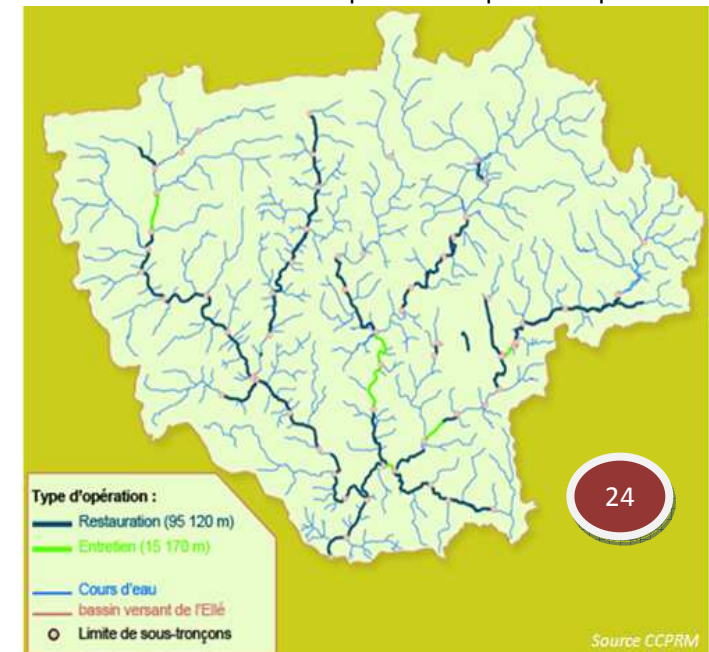 24
Type d'opération :
Restauration (95 120 m)
Entretien (15 170 m)
Cours d'eau
bassin versant de l'Ellé
Limite de sous-tronçons
Source CCPRM